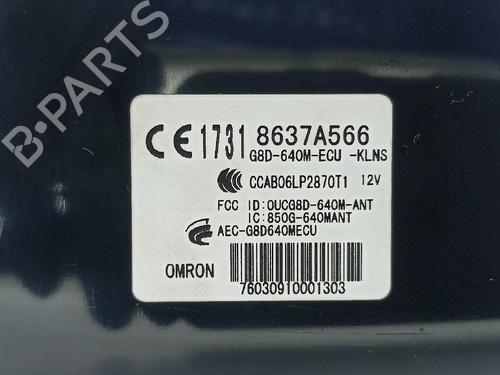 CE 1731 8637A566
G8D-640M-ECU -KLNS
CCAB06LP2870T1 12V
FCC ID:OUCG8D-640M-ANT
IC:850G-640MANT
AEC-G8D640MECU
OMRON
76030910001303
B-PARTS